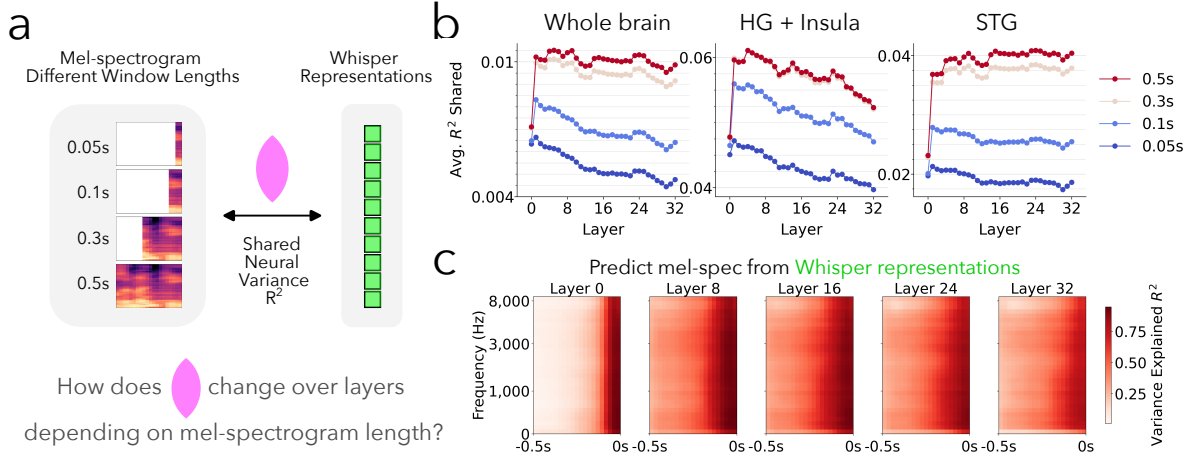 a
Mel-spectrogram
Different Window Lengths
Whisper
Representations
0.05s
0.1s
0.3s
0.5s
Shared
Neural
Variance
R²
How does change over layers
depending on mel-spectrogram length?
b
Whole brain
HG + Insula
STG
Avg. R² Shared
0.01
0.004
0 8 16 24 32
Layer
0.06
0.04
0 8 16 24 32
Layer
0.04
0.02
0 8 16 24 32
Layer
0.5s
0.3s
0.1s
0.05s
c
Predict mel-spec from Whisper representations
Layer 0
Layer 8
Layer 16
Layer 24
Layer 32
Frequency (Hz)
8,000
3,000
1,000
0
-0.5s 0s
-0.5s 0s
-0.5s 0s
-0.5s 0s
-0.5s 0s
0.75
0.50
0.25
Variance Explained R²